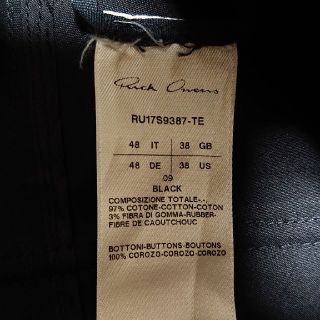 Rick Owens
RU17S9387-TE
48 IT 38 GB
48 DE 38 US
09
BLACK
COMPOSIZIONE TOTALE-.-
97% COTONE-COTTON-COTON
3% FIBRA DI GOMMA-RUBBER-
FIBRE DE CAOUTCHOUC
BOTTONI-BUTTONS-BOUTONS
100% COROZO-COROZO-COROZO